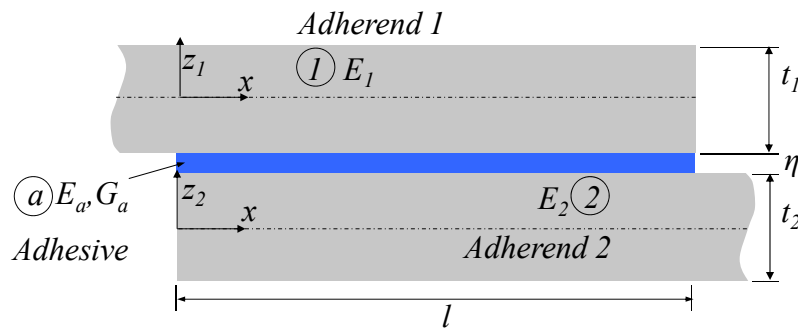 Adherend 1
z1
1 E1
t1
x
η
a Ea,Ga
z2
E2 2
t2
x
Adhesive
Adherend 2
l